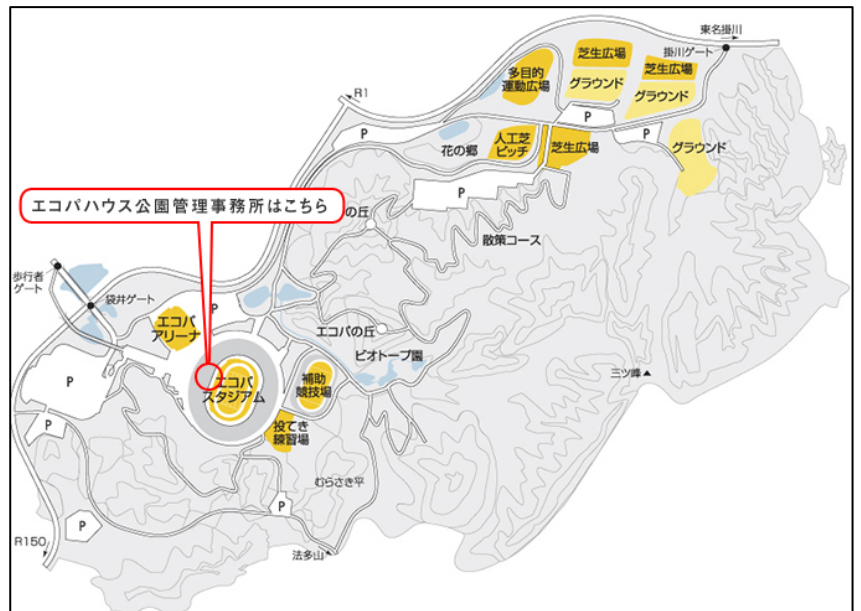 東名掛川
掛川ゲート
芝生広場
グラウンド
芝生広場
グラウンド
多目的
運動広場
R1
P
P
P
花の郷
人工芝
ピッチ
芝生広場
グラウンド
P
エコパハウス公園管理事務所はこちら
の丘
散策コース
歩行者
ゲート
袋井ゲート
P
エコパ
アリーナ
エコパの丘
ビオトープ園
三ツ峰
P
エコパ
スタジアム
補助
競技場
P
投てき
練習場
むらさき平
P
P
R150
法多山